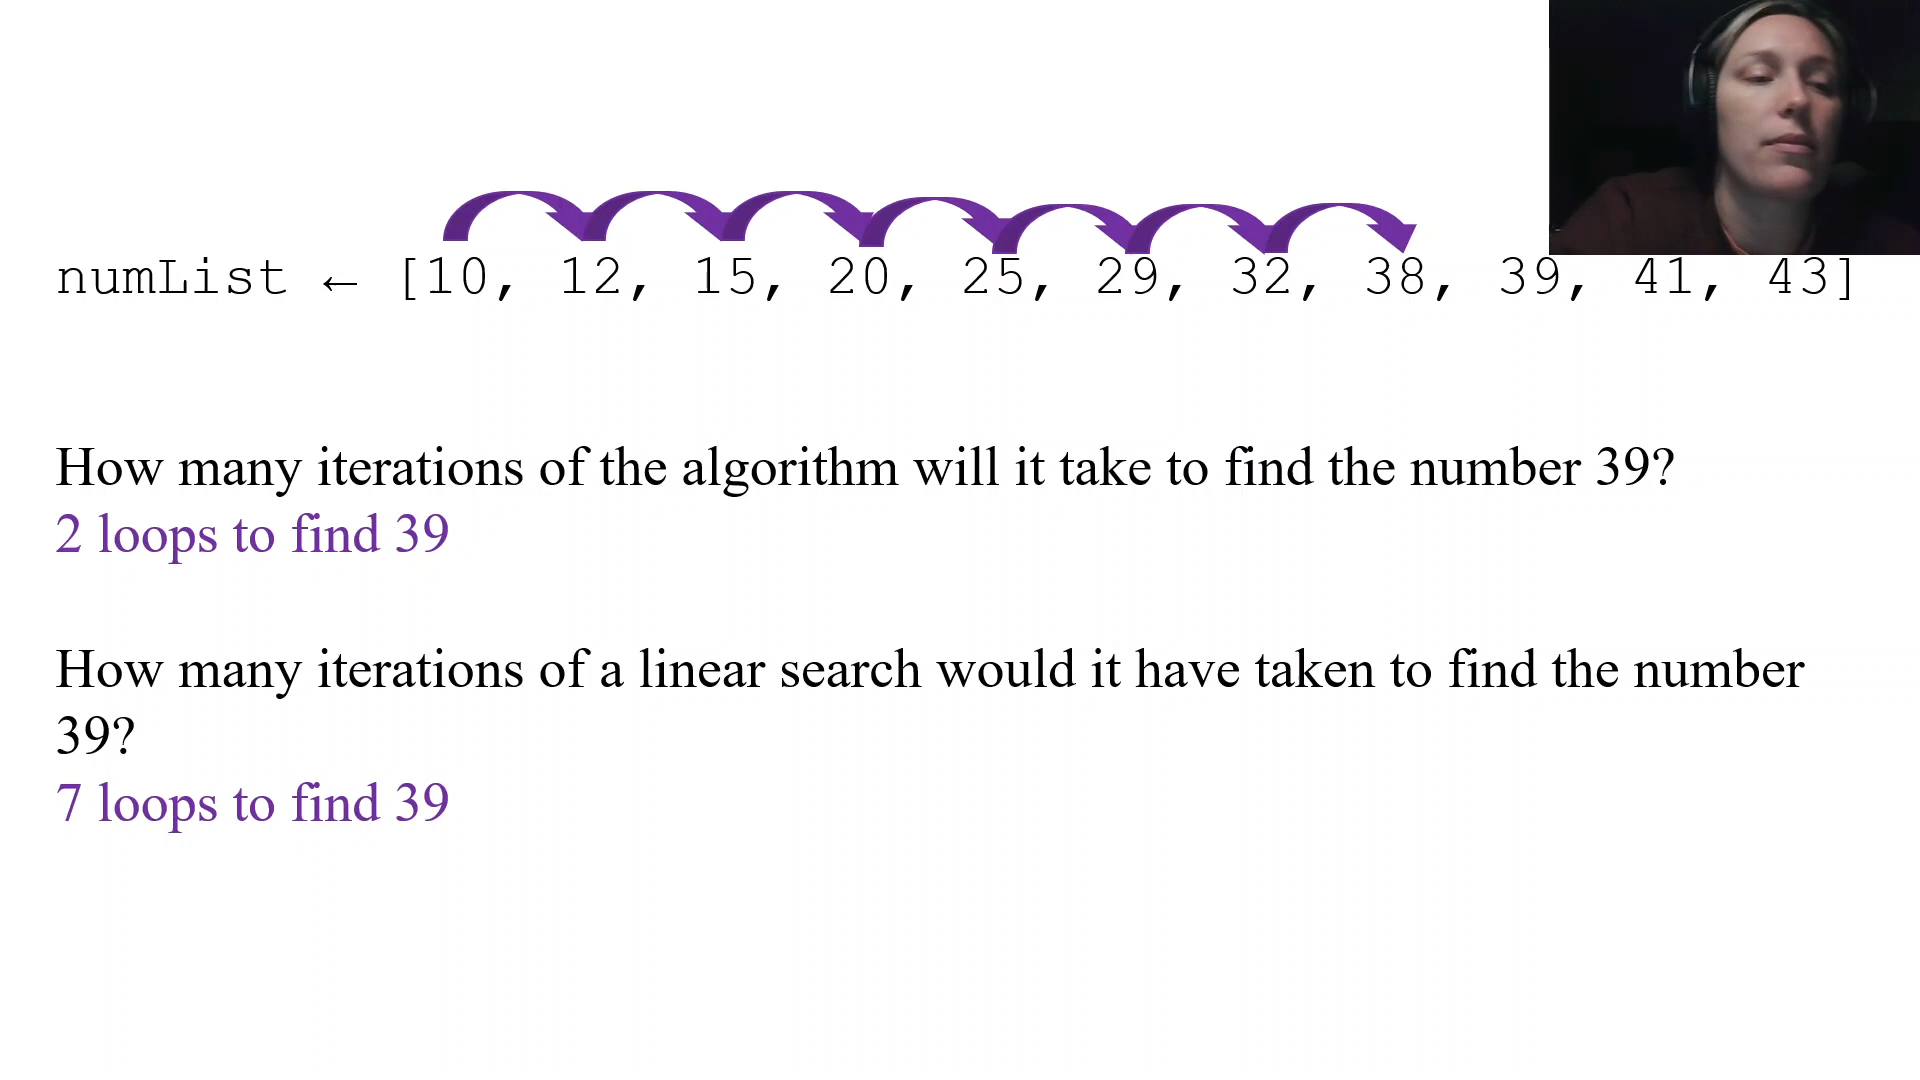 numList ← [10, 12, 15, 20, 25, 29, 32, 38, 39, 41, 43]
How many iterations of the algorithm will it take to find the number 39?
2 loops to find 39
How many iterations of a linear search would it have taken to find the number
39?
7 loops to find 39